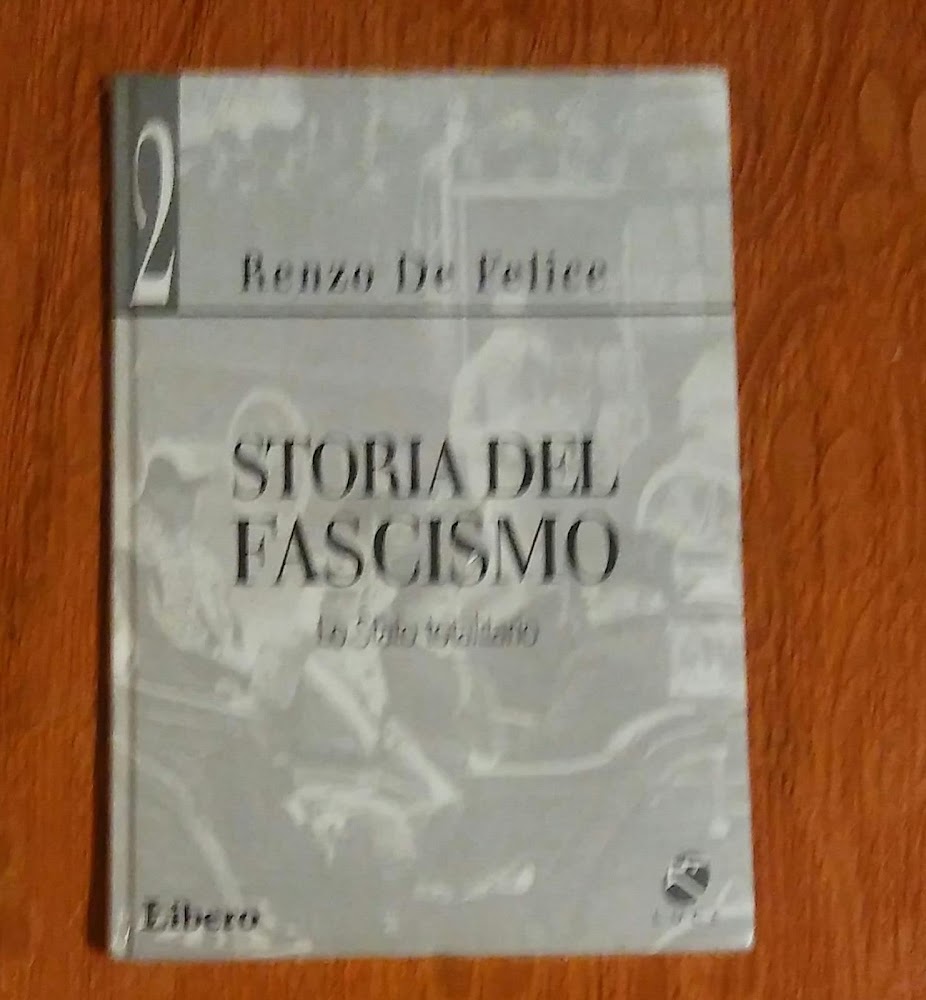 2
Renzo De Felice
STORIA DEL
FASCISMO
Lo Stato totalitario
Libero